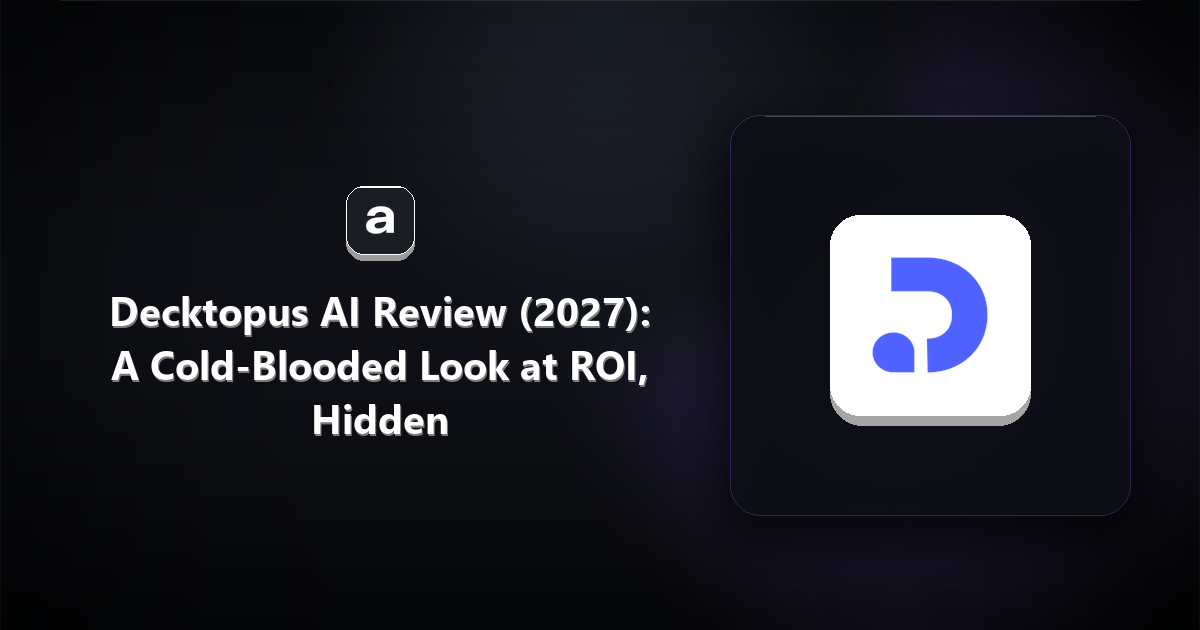 a
Decktopus AI Review (2027):
A Cold-Blooded Look at ROI,
Hidden